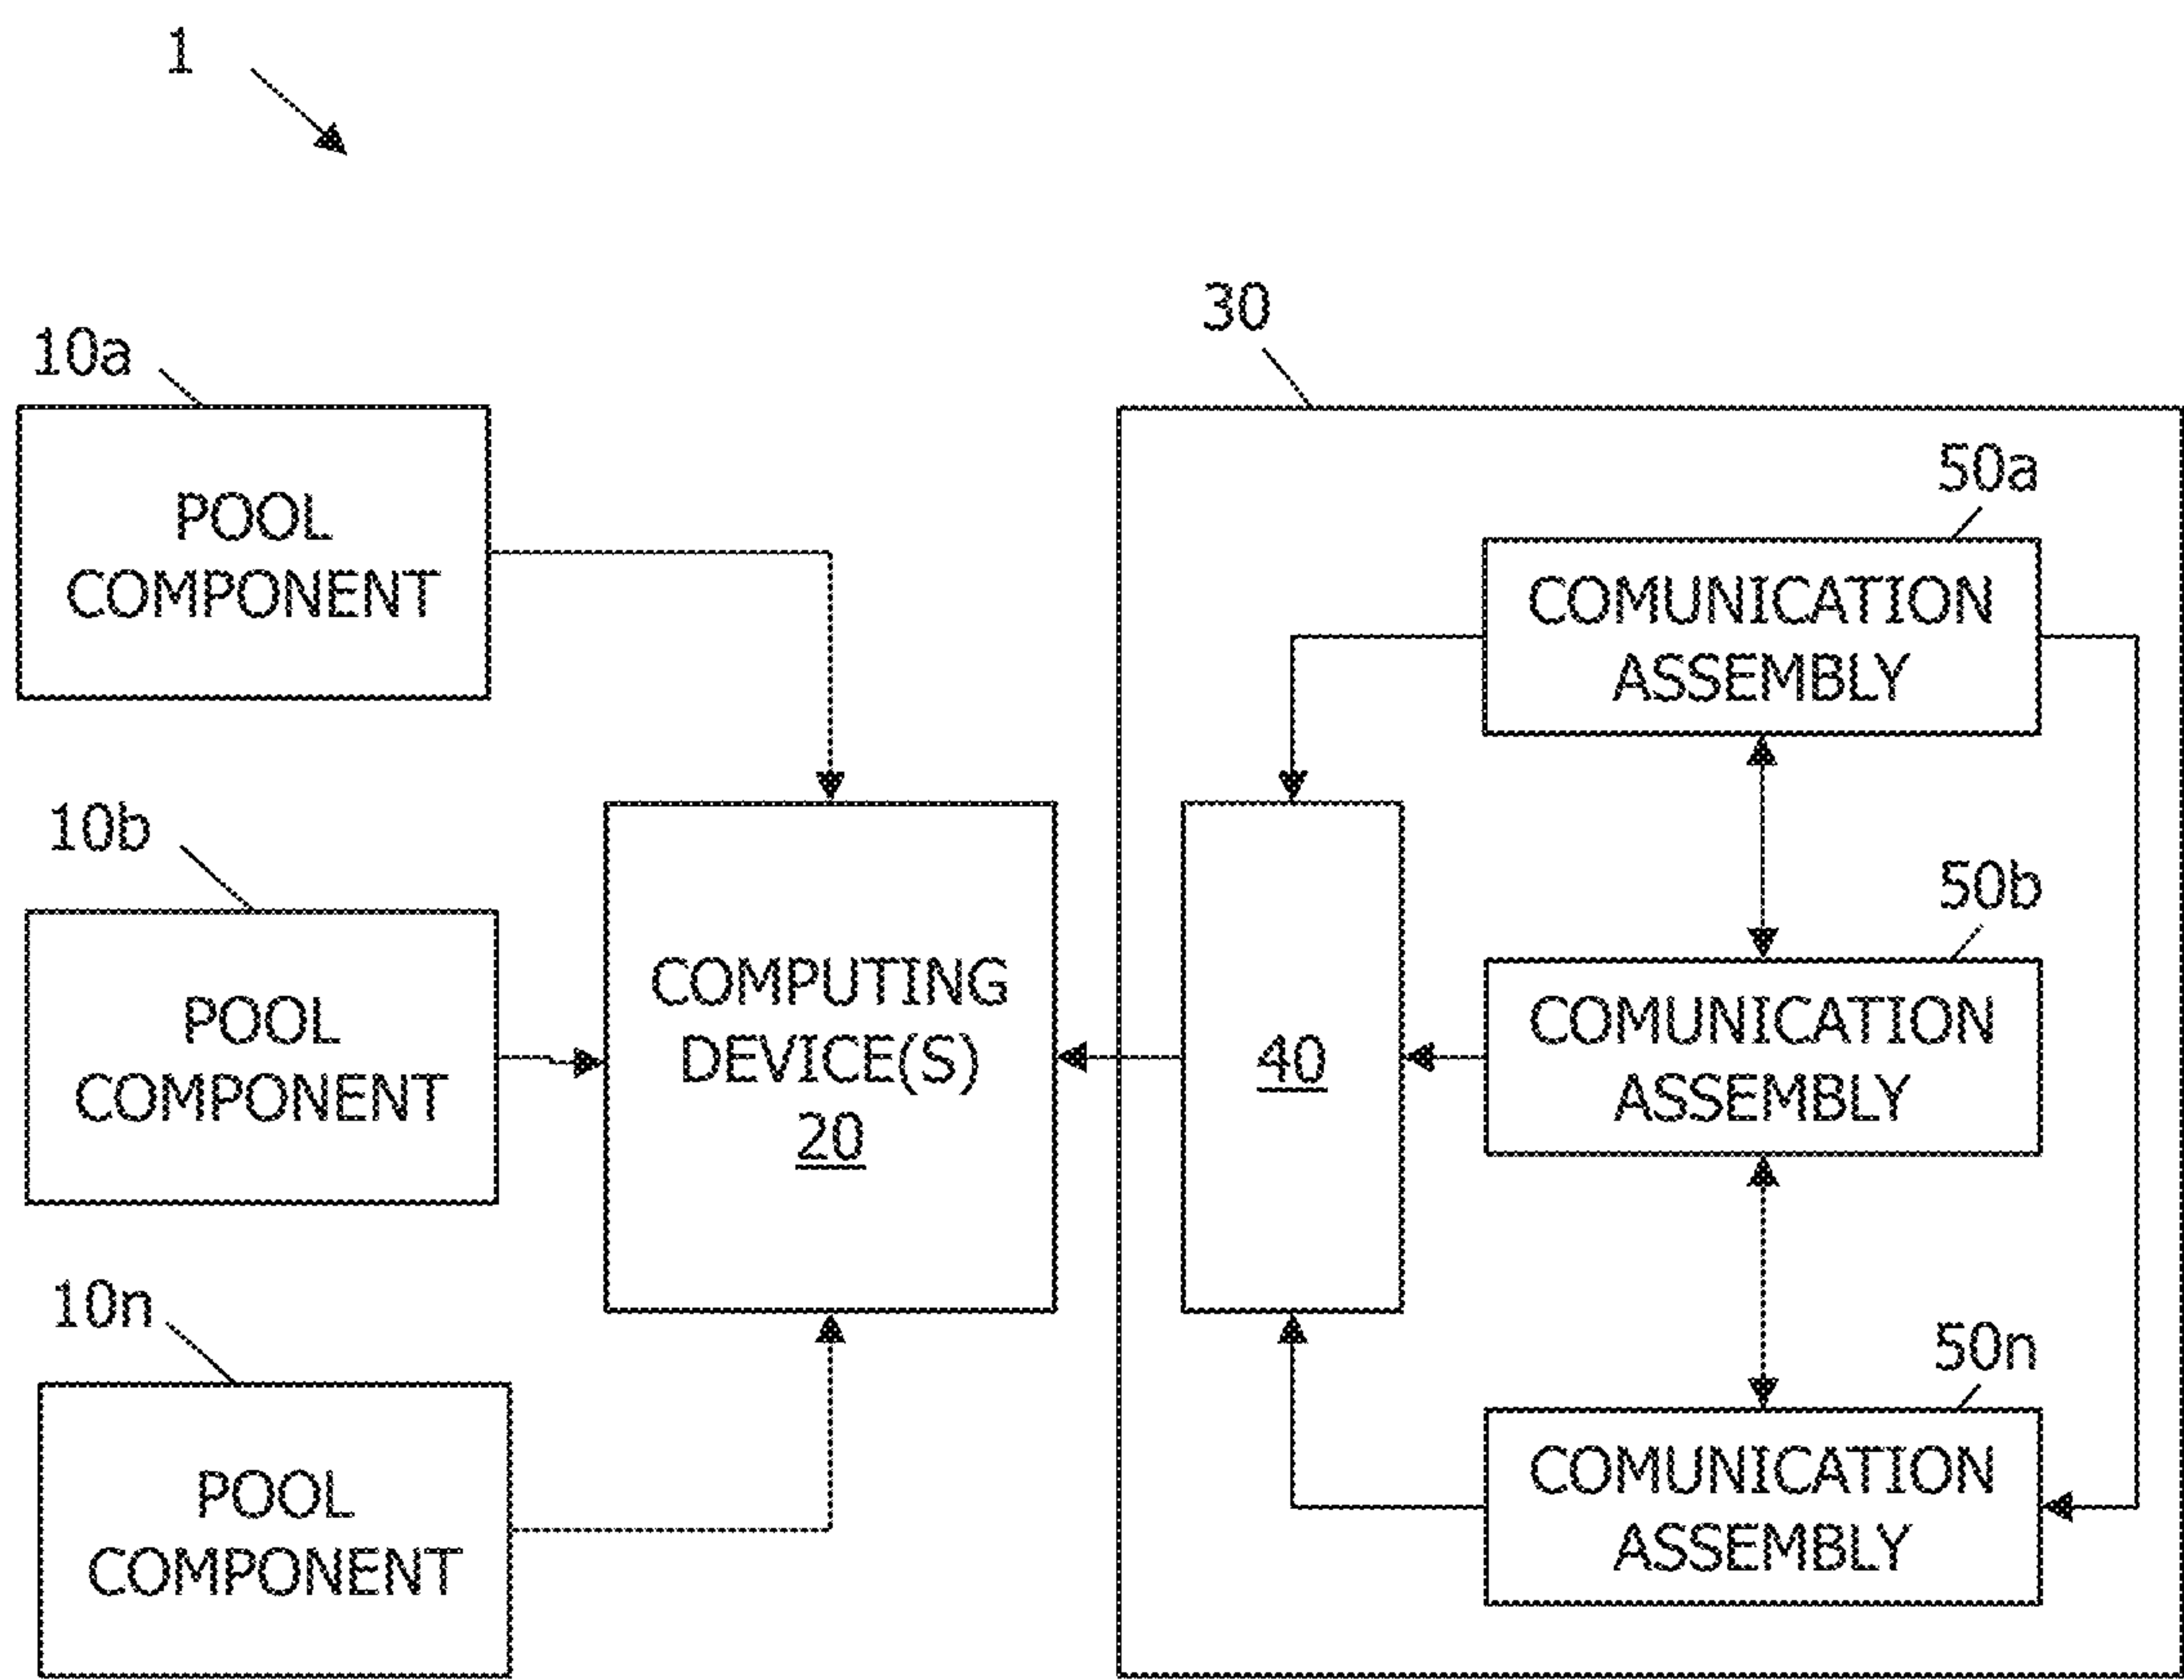 1
30
10a
POOL
COMPONENT
50a
COMUNICATION
ASSEMBLY
10b
POOL
COMPONENT
COMPUTING
DEVICE(S)
20
40
50b
COMUNICATION
ASSEMBLY
10n
POOL
COMPONENT
50n
COMUNICATION
ASSEMBLY